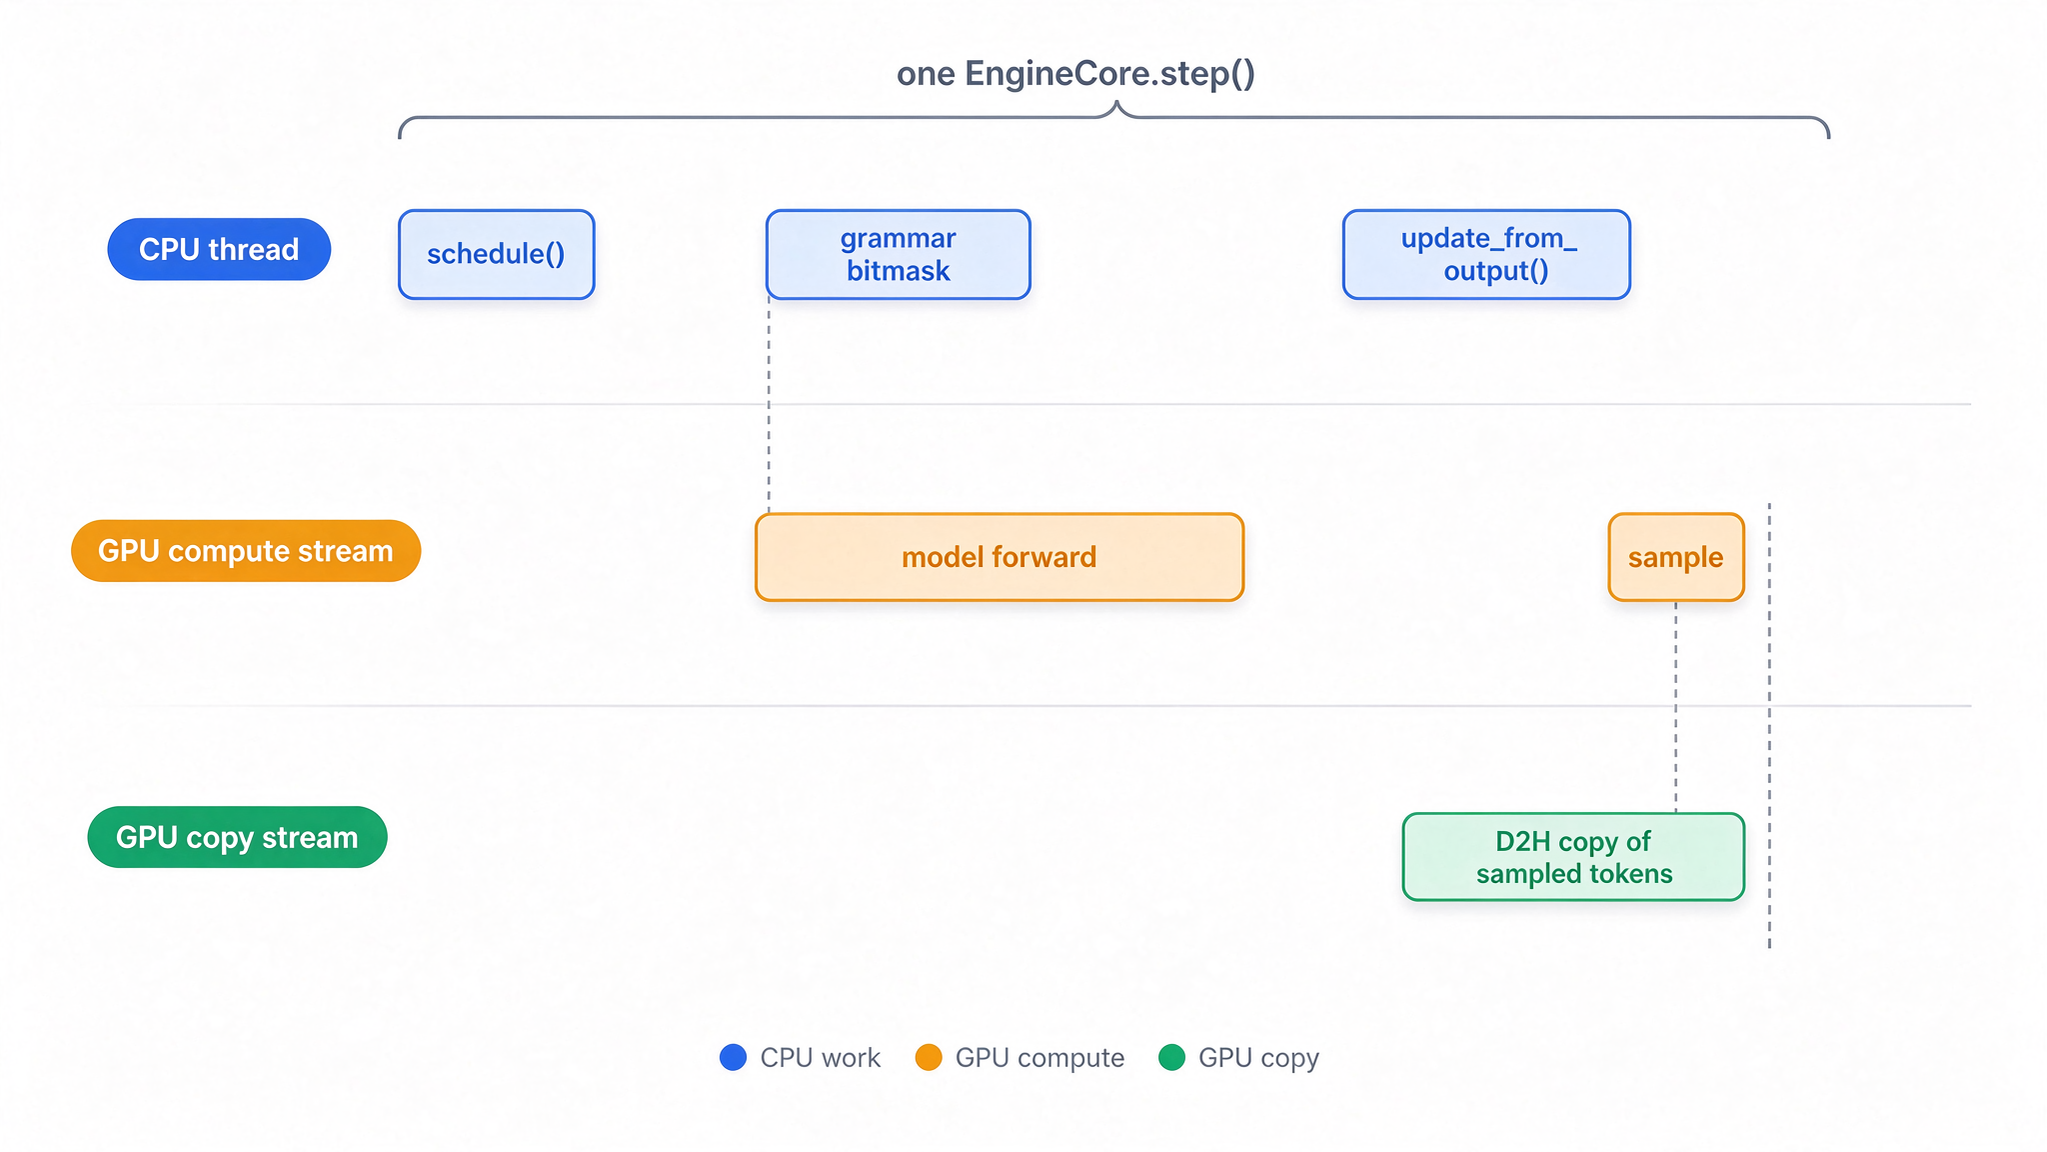 one EngineCore.step()
CPU thread
schedule()
grammar
bitmask
update_from_
output()
GPU compute stream
model forward
sample
GPU copy stream
D2H copy of
sampled tokens
CPU work
GPU compute
GPU copy